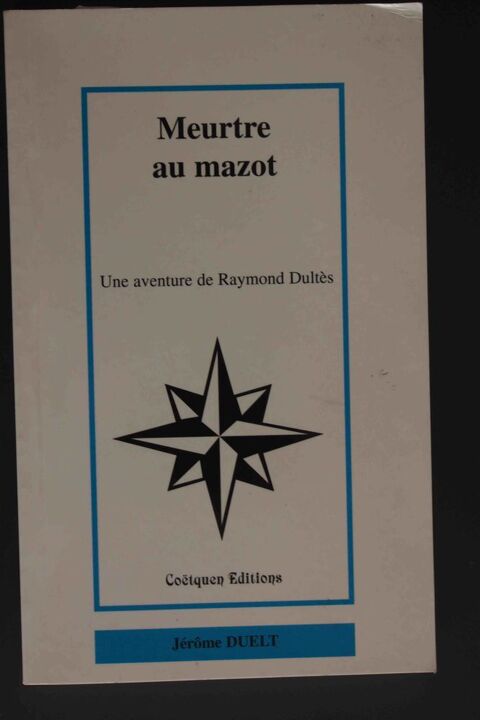 Meurtre
au mazot
Une aventure de Raymond Dultès
Coëtquen Editions
Jérôme DUELT